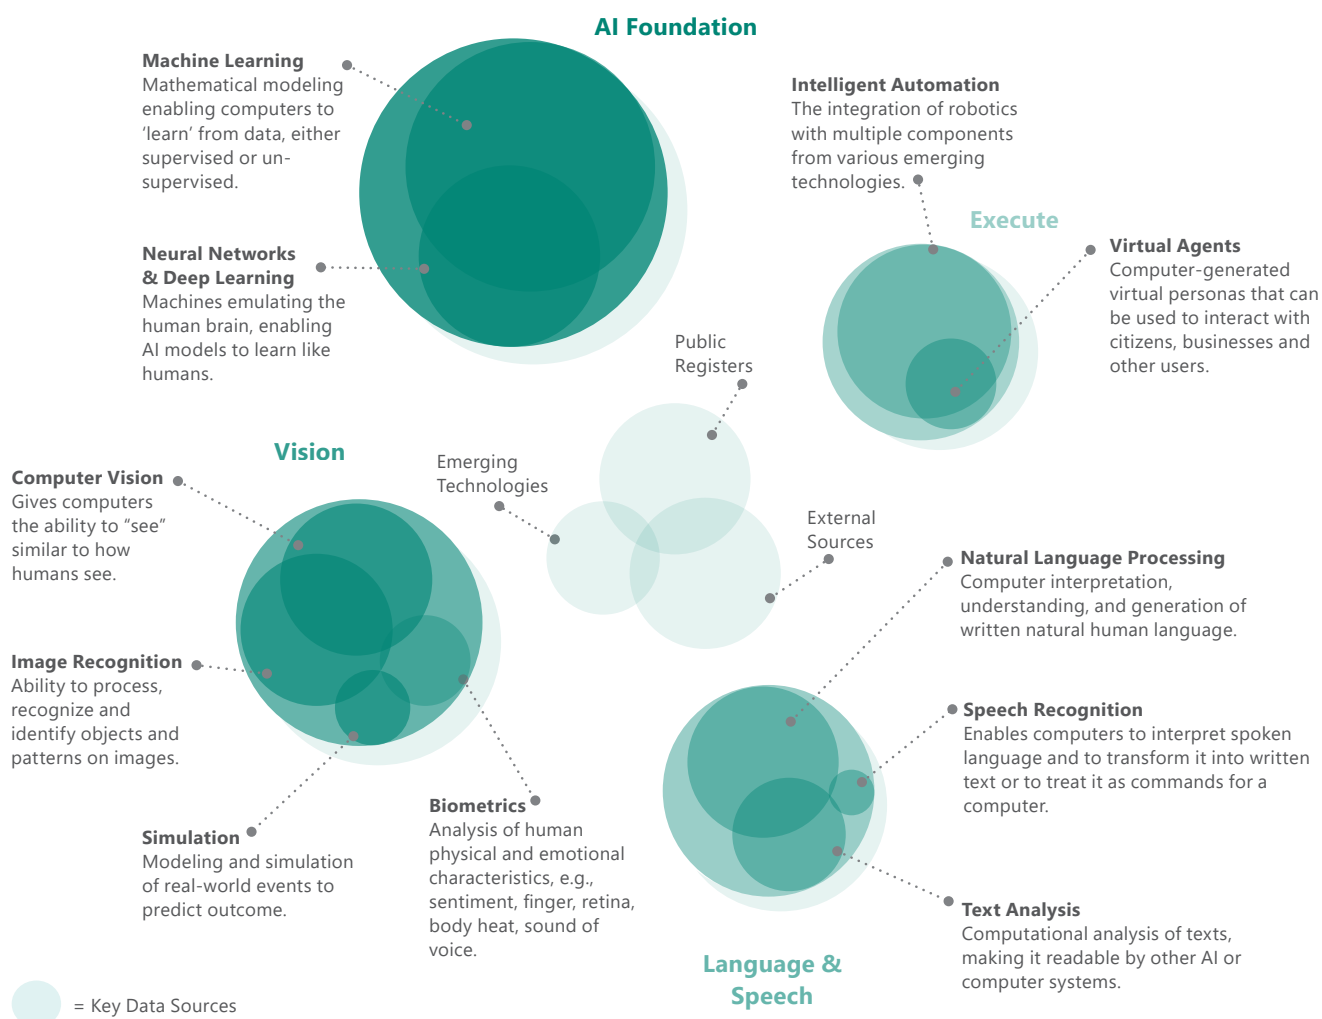 AI Foundation
Machine Learning
Mathematical modeling
enabling computers to
‘learn’ from data, either
supervised or un-
supervised.
Neural Networks
& Deep Learning
Machines emulating the
human brain, enabling
AI models to learn like
humans.
Intelligent Automation
The integration of robotics
with multiple components
from various emerging
technologies.
Execute
Virtual Agents
Computer-generated
virtual personas that can
be used to interact with
citizens, businesses and
other users.
Public
Registers
Emerging
Technologies
External
Sources
Vision
Computer Vision
Gives computers
the ability to “see”
similar to how
humans see.
Image Recognition
Ability to process,
recognize and
identify objects and
patterns on images.
Simulation
Modeling and simulation
of real-world events to
predict outcome.
Biometrics
Analysis of human
physical and emotional
characteristics, e.g.,
sentiment, finger, retina,
body heat, sound of
voice.
Natural Language Processing
Computer interpretation,
understanding, and generation of
written natural human language.
Speech Recognition
Enables computers to interpret spoken
language and to transform it into written
text or to treat it as commands for a
computer.
Text Analysis
Computational analysis of texts,
making it readable by other AI or
computer systems.
Language &
Speech
= Key Data Sources